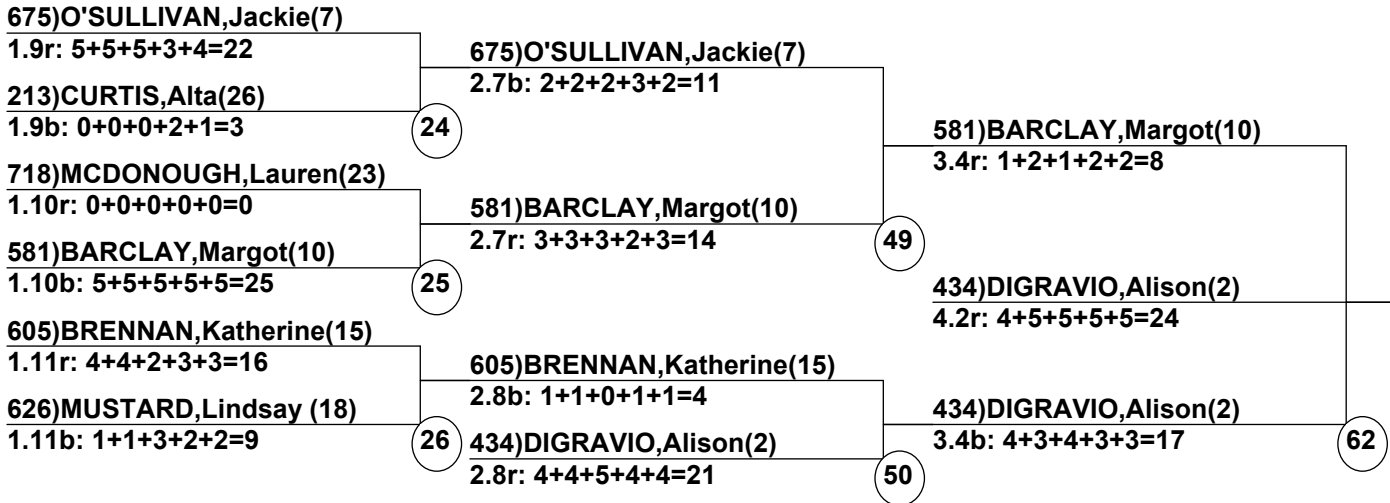 675)O'SULLIVAN,Jackie(7)
1.9r: 5+5+5+3+4=22
213)CURTIS,Alta(26)
1.9b: 0+0+0+2+1=3
24
718)MCDONOUGH,Lauren(23)
1.10r: 0+0+0+0+0=0
581)BARCLAY,Margot(10)
1.10b: 5+5+5+5+5=25
25
605)BRENNAN,Katherine(15)
1.11r: 4+4+2+3+3=16
626)MUSTARD,Lindsay (18)
1.11b: 1+1+3+2+2=9
26
675)O'SULLIVAN,Jackie(7)
2.7b: 2+2+2+3+2=11
581)BARCLAY,Margot(10)
2.7r: 3+3+3+2+3=14
49
605)BRENNAN,Katherine(15)
2.8b: 1+1+0+1+1=4
434)DIGRAVIO,Alison(2)
2.8r: 4+4+5+4+4=21
50
581)BARCLAY,Margot(10)
3.4r: 1+2+1+2+2=8
434)DIGRAVIO,Alison(2)
4.2r: 4+5+5+5+5=24
434)DIGRAVIO,Alison(2)
3.4b: 4+3+4+3+3=17
62